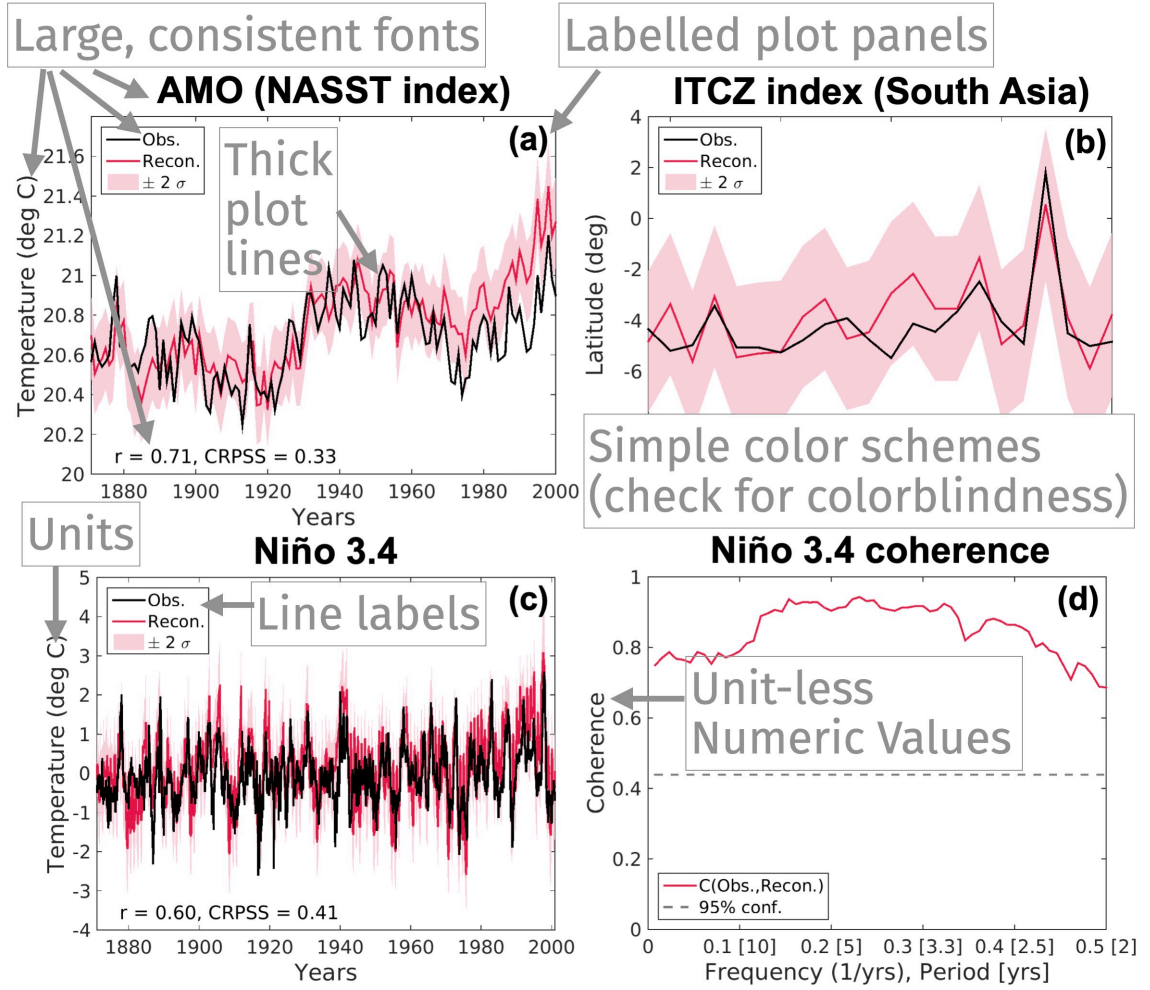 Large, consistent fonts
Labelled plot panels
AMO (NASST index)
(a)
Obs.
Recon.
± 2 σ
Thick
plot
lines
21.6
21.4
21.2
21
20.8
20.6
20.4
20.2
20
Temperature (deg C)
r = 0.71, CRPSS = 0.33
1880 1900 1920 1940 1960 1980 2000
Years
ITCZ index (South Asia)
(b)
Obs.
Recon.
± 2 σ
4
2
0
-2
-4
-6
Latitude (deg)
Simple color schemes
(check for colorblindness)
Units
Niño 3.4
(c)
Obs.
Recon.
± 2 σ
Line labels
5
4
3
2
1
0
-1
-2
-3
-4
Temperature (deg C)
r = 0.60, CRPSS = 0.41
1880 1900 1920 1940 1960 1980 2000
Years
Niño 3.4 coherence
(d)
1
0.8
0.6
0.4
0.2
0
Coherence
Unit-less
Numeric Values
C(Obs.,Recon.)
95% conf.
0 0.1 [10] 0.2 [5] 0.3 [3.3] 0.4 [2.5] 0.5 [2]
Frequency (1/yrs), Period [yrs]